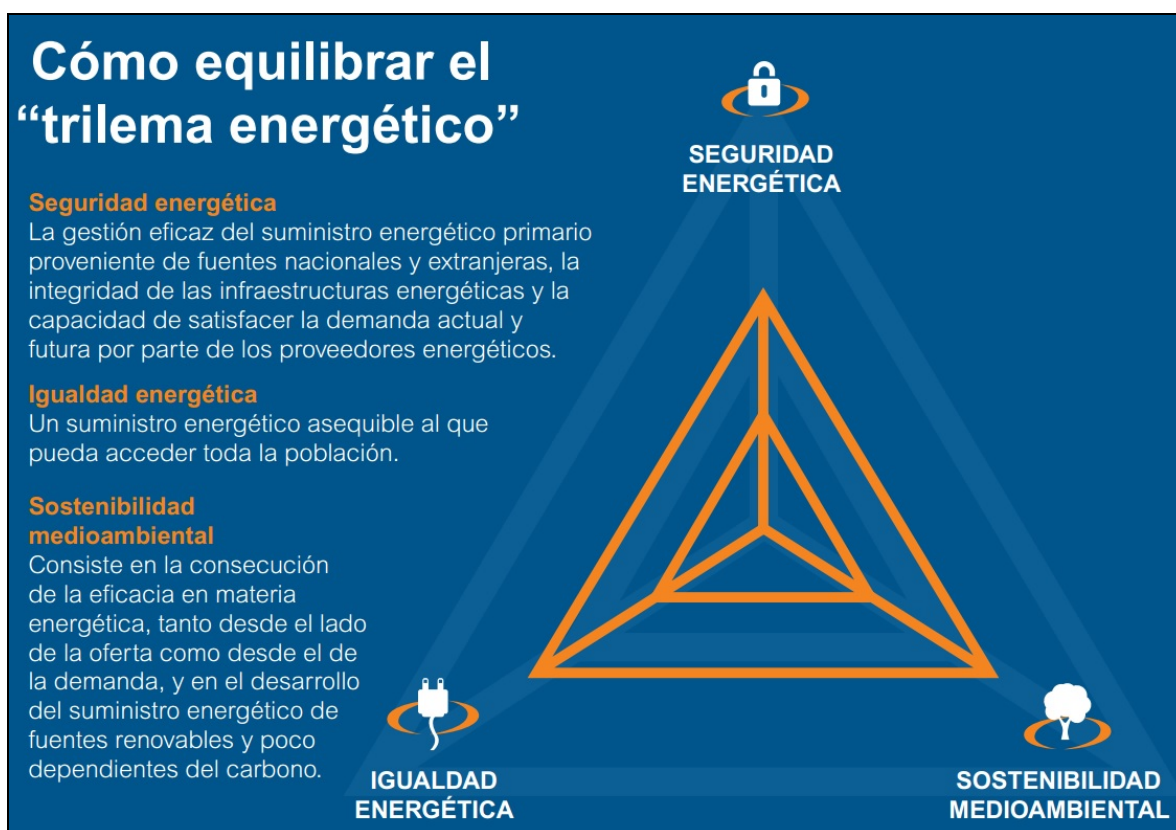 Cómo equilibrar el
“trilema energético”
Seguridad energética
La gestión eficaz del suministro energético primario
proveniente de fuentes nacionales y extranjeras, la
integridad de las infraestructuras energéticas y la
capacidad de satisfacer la demanda actual y
futura por parte de los proveedores energéticos.
Igualdad energética
Un suministro energético asequible al que
pueda acceder toda la población.
Sostenibilidad
medioambiental
Consiste en la consecución
de la eficacia en materia
energética, tanto desde el lado
de la oferta como desde el de
la demanda, y en el desarrollo
del suministro energético de
fuentes renovables y poco
dependientes del carbono.
SEGURIDAD
ENERGÉTICA
IGUALDAD
ENERGÉTICA
SOSTENIBILIDAD
MEDIOAMBIENTAL